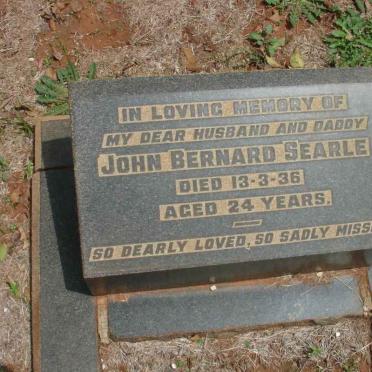 IN LOVING MEMORY OF
MY DEAR HUSBAND AND DADDY
JOHN BERNARD SEARLE
DIED 13-3-36
AGED 24 YEARS.
SO DEARLY LOVED, SO SADLY MISS